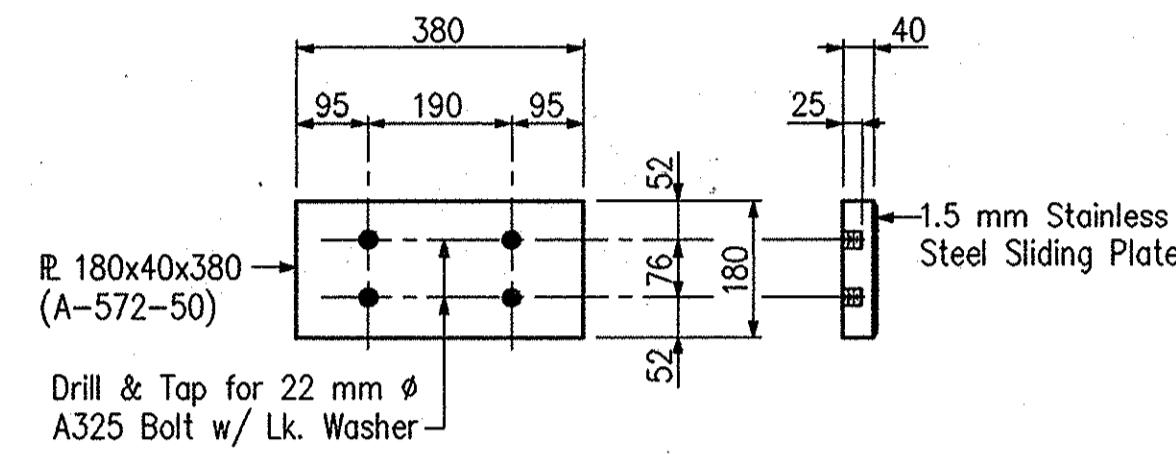 380
40
95 190 95
25
52
76
180
52
1.5 mm Stainless
Steel Sliding Plate
℞ 180x40x380
(A-572-50)
Drill & Tap for 22 mm ø
A325 Bolt w/ Lk. Washer